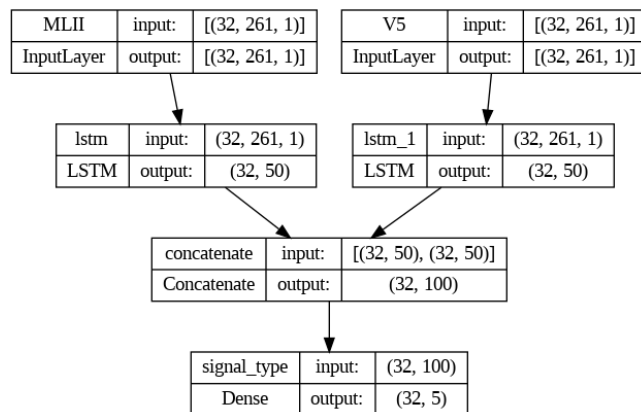 MLII input: [(32, 261, 1)]
InputLayer output: [(32, 261, 1)]
V5 input: [(32, 261, 1)]
InputLayer output: [(32, 261, 1)]
lstm input: (32, 261, 1)
LSTM output: (32, 50)
lstm_1 input: (32, 261, 1)
LSTM output: (32, 50)
concatenate input: [(32, 50), (32, 50)]
Concatenate output: (32, 100)
signal_type input: (32, 100)
Dense output: (32, 5)